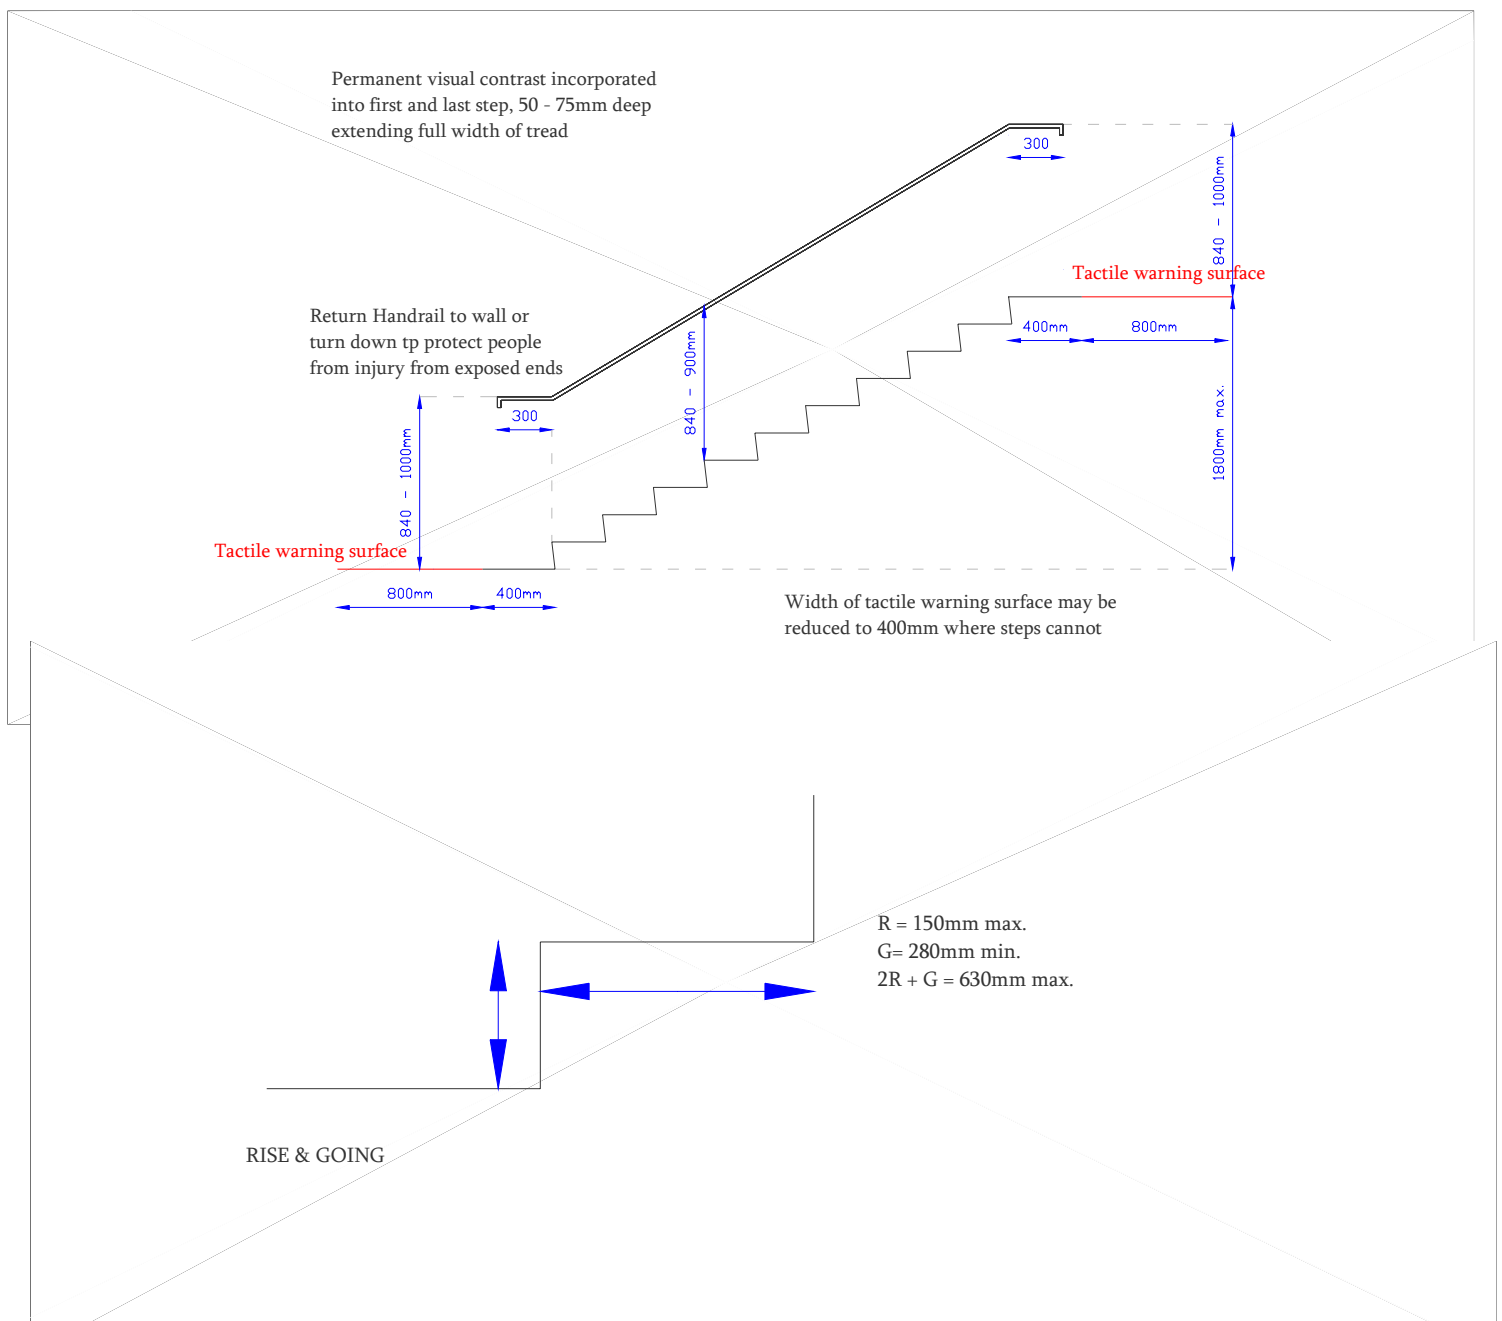 Permanent visual contrast incorporated
into first and last step, 50 - 75mm deep
extending full width of tread
300
840 - 1000mm
Tactile warning surface
Return Handrail to wall or
turn down tp protect people
from injury from exposed ends
400mm
800mm
840 - 900mm
300
1800mm max.
840 - 1000mm
Tactile warning surface
800mm
400mm
Width of tactile warning surface may be
reduced to 400mm where steps cannot
R = 150mm max.
G= 280mm min.
2R + G = 630mm max.
RISE & GOING